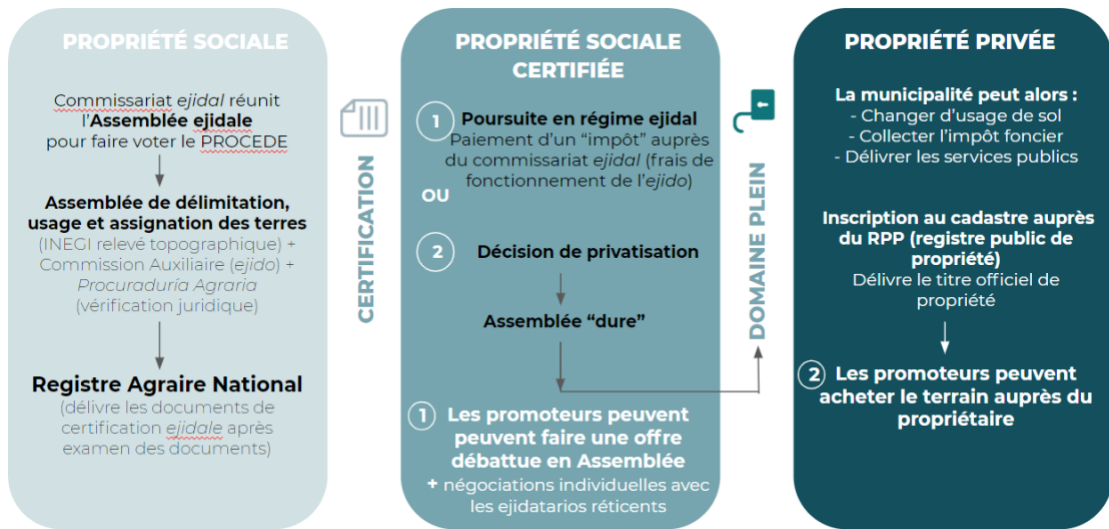 PROPRIÉTÉ SOCIALE
Commissariat ejidal réunit
l’Assemblée ejidale
pour faire voter le PROCEDE
Assemblée de délimitation,
usage et assignation des terres
(INEGI relevé topographique) +
Commission Auxiliaire (ejido) +
Procuraduría Agraria
(vérification juridique)
Registre Agraire National
(délivre les documents de
certification ejidale après
examen des documents)
CERTIFICATION
PROPRIÉTÉ SOCIALE
CERTIFIÉE
1 Poursuite en régime ejidal
Paiement d’un “impôt” auprès
du commissariat ejidal (frais de
fonctionnement de l’ejido)
OU
2 Décision de privatisation
Assemblée “dure”
1 Les promoteurs peuvent
peuvent faire une offre
débattue en Assemblée
+ négociations individuelles avec
les ejidatarios réticents
DOMAINE PLEIN
PROPRIÉTÉ PRIVÉE
La municipalité peut alors :
- Changer d’usage de sol
- Collecter l’impôt foncier
- Délivrer les services publics
Inscription au cadastre auprès
du RPP (registre public de
propriété)
Délivre le titre officiel de
propriété
2 Les promoteurs peuvent
acheter le terrain auprès du
propriétaire